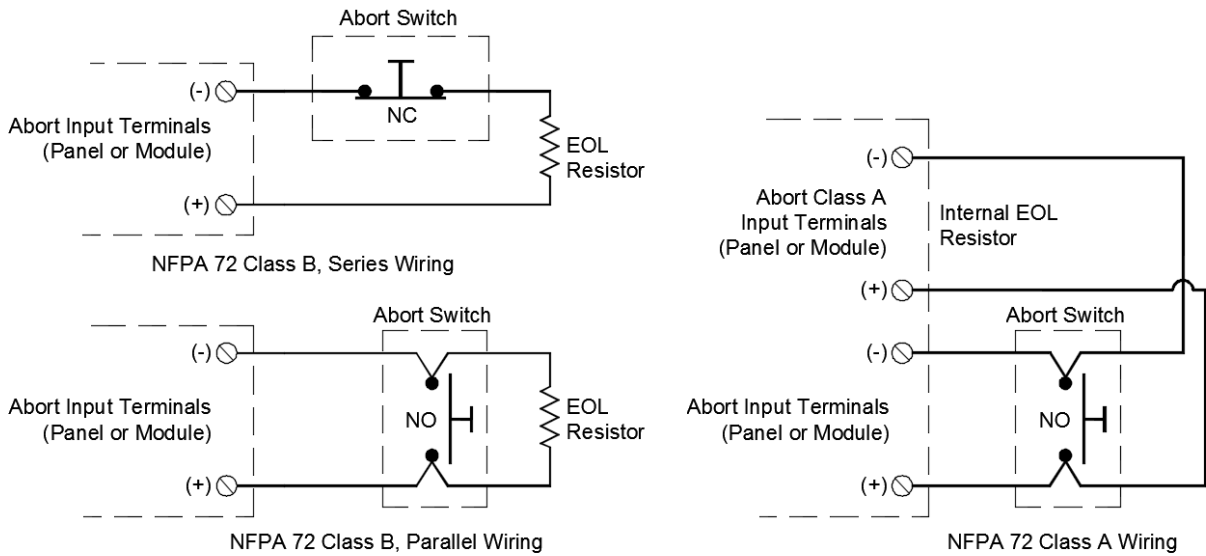 Abort Switch
(-)
NC
Abort Input Terminals
(Panel or Module)
EOL
Resistor
(+)
NFPA 72 Class B, Series Wiring
Abort Switch
(-)
Abort Input Terminals
(Panel or Module)
NO
EOL
Resistor
(+)
NFPA 72 Class B, Parallel Wiring
(-)
Abort Class A
Input Terminals
(Panel or Module)
Internal EOL
Resistor
(+)
Abort Switch
(-)
Abort Input Terminals
(Panel or Module)
NO
(+)
NFPA 72 Class A Wiring